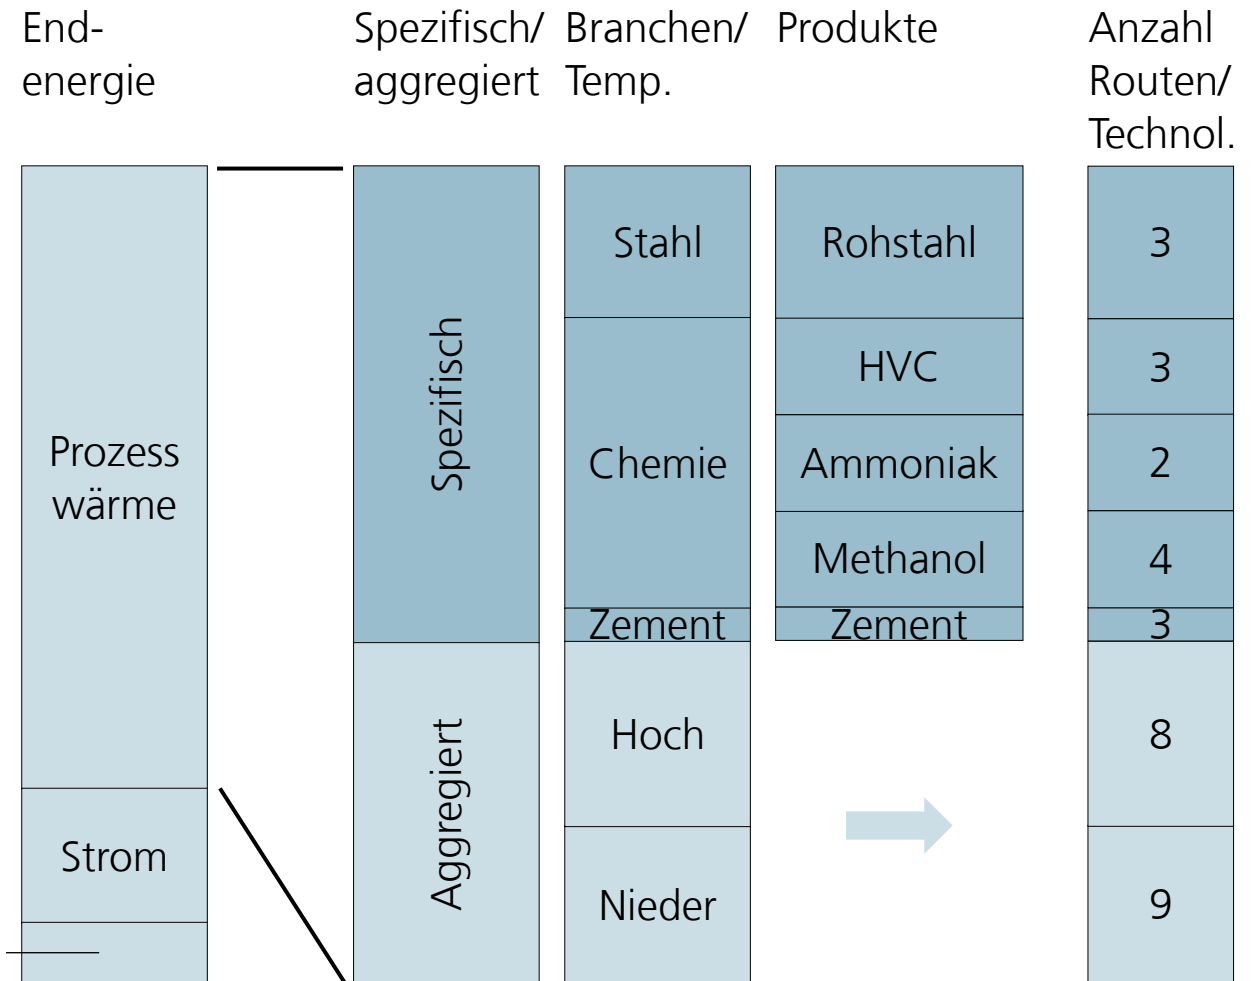 End-
energie
Spezifisch/
aggregiert
Branchen/
Temp.
Produkte
Anzahl
Routen/
Technol.
Prozess
wärme
Strom
Spezifisch
Aggregiert
Stahl
Chemie
Zement
Hoch
Nieder
Rohstahl
HVC
Ammoniak
Methanol
Zement
3
3
2
4
3
8
9